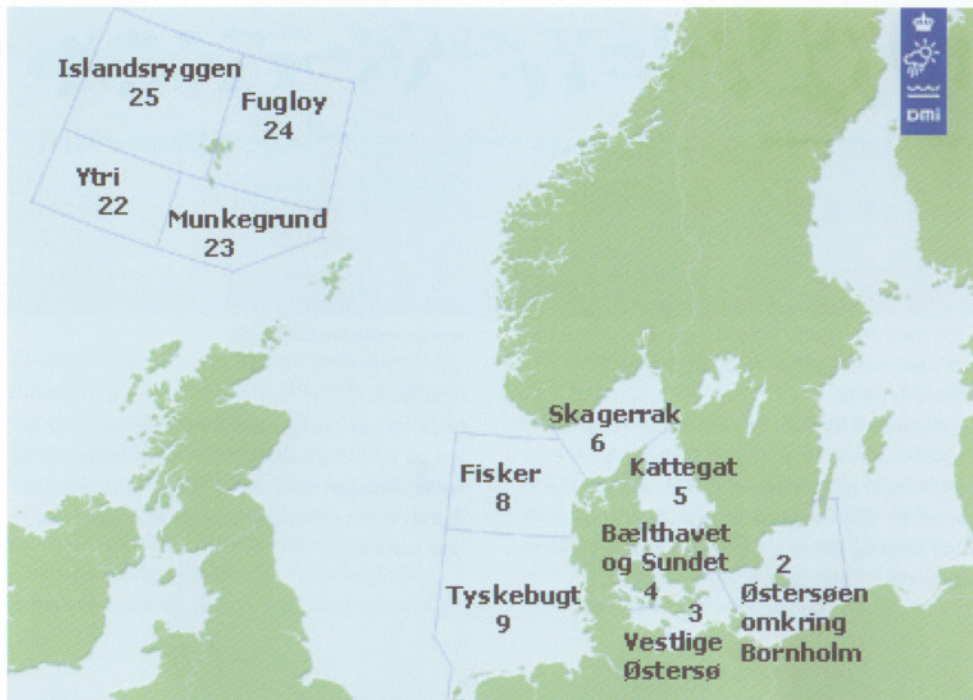 Islandsryggen
25
Fugloy
24
Ytri
22
Munkegrund
23
DMI
Skagerrak
6
Fisker
8
Kattegat
5
Bælthavet
og Sundet
4
2
Østersøen
omkring
Bornholm
3
Vestlige
Østersø
Tyskebugt
9